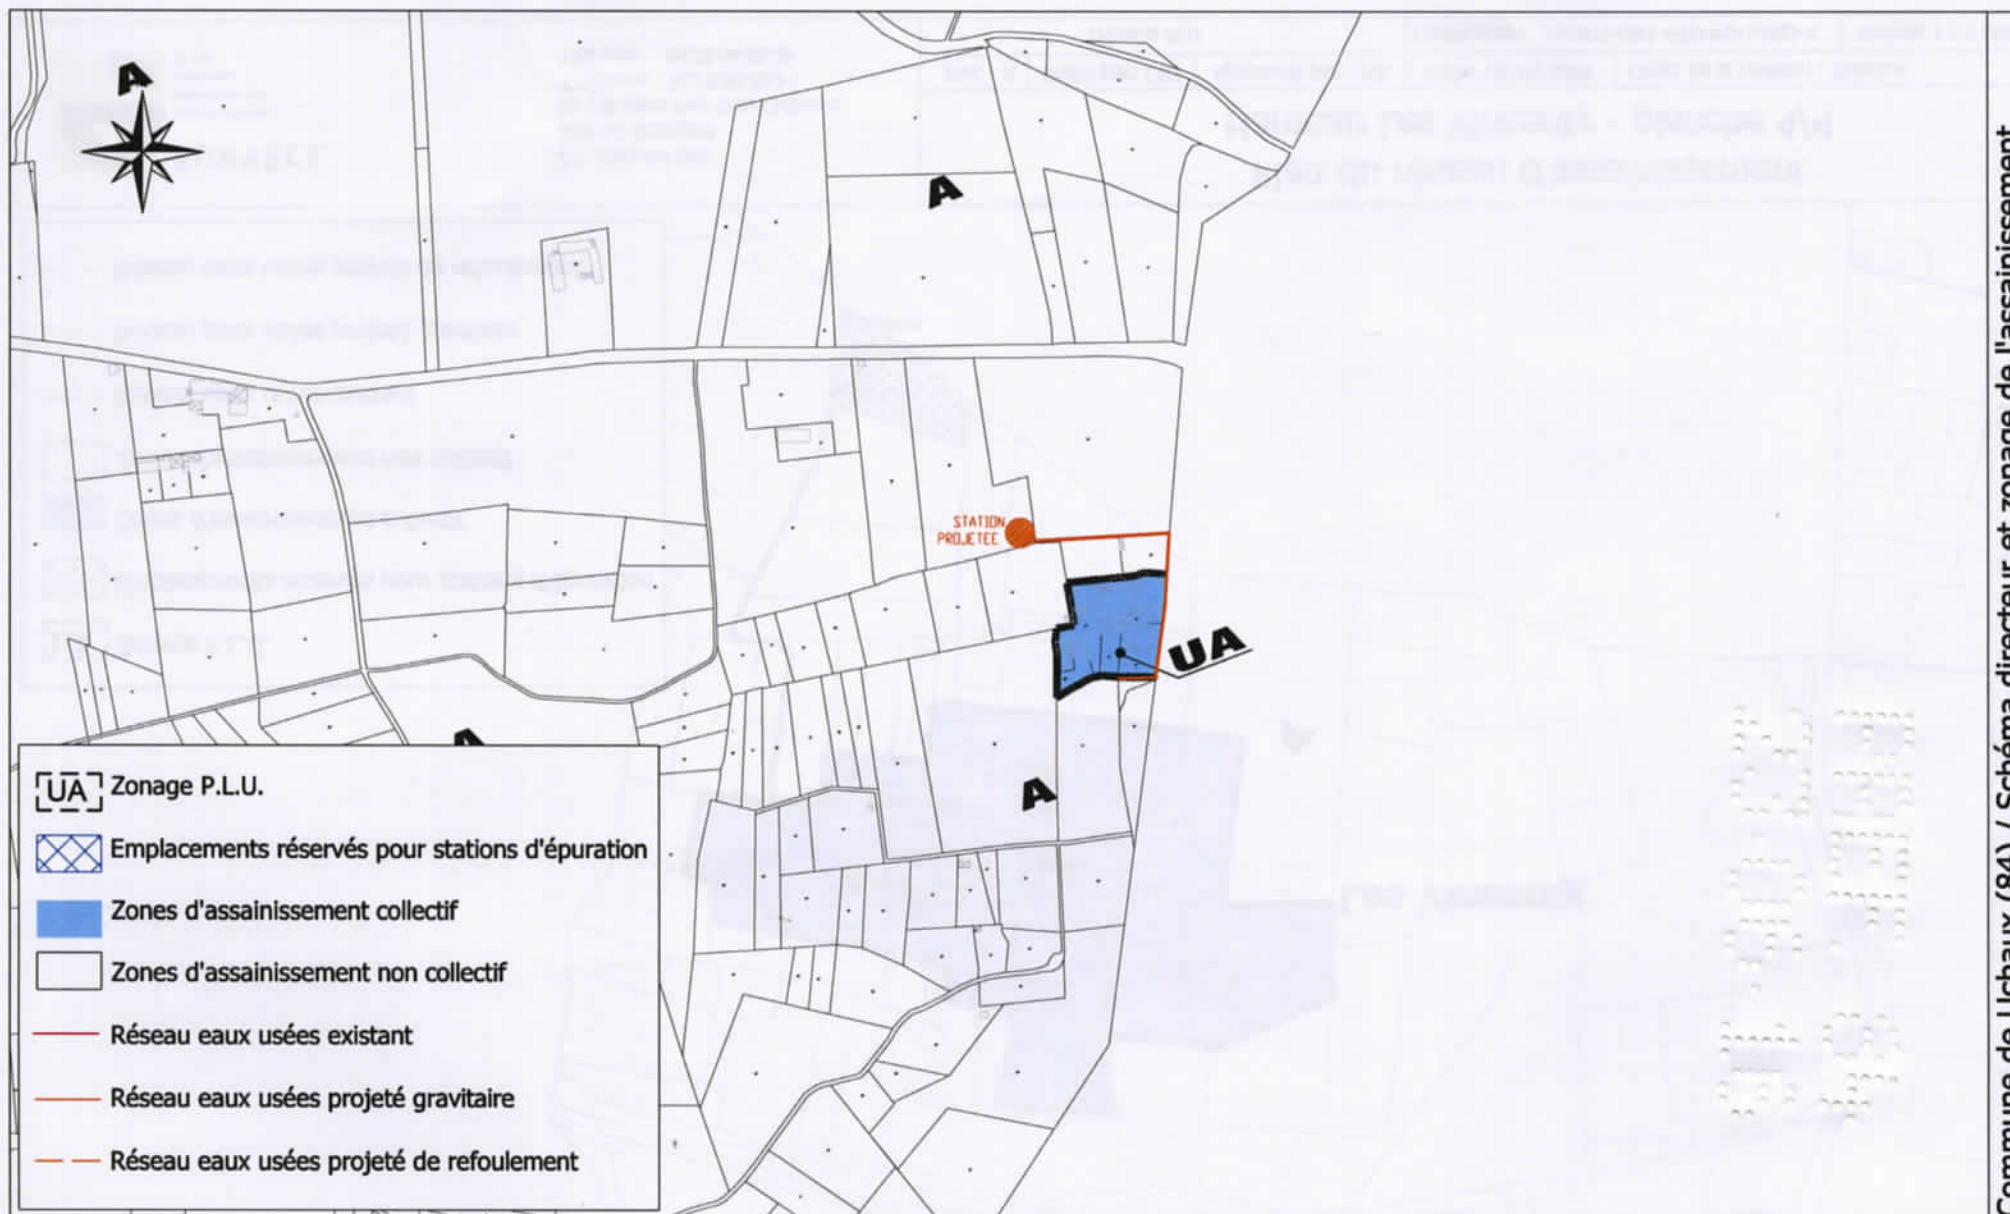 A
A
STATION
PROJETEE
UA
A
A
UA Zonage P.L.U.
Emplacements réservés pour stations d'épuration
Zones d'assainissement collectif
Zones d'assainissement non collectif
Réseau eaux usées existant
Réseau eaux usées projeté gravitaire
Réseau eaux usées projeté de refoulement
Commune de Uchaux (84) / Schéma directeur et zonage de l'assainissement